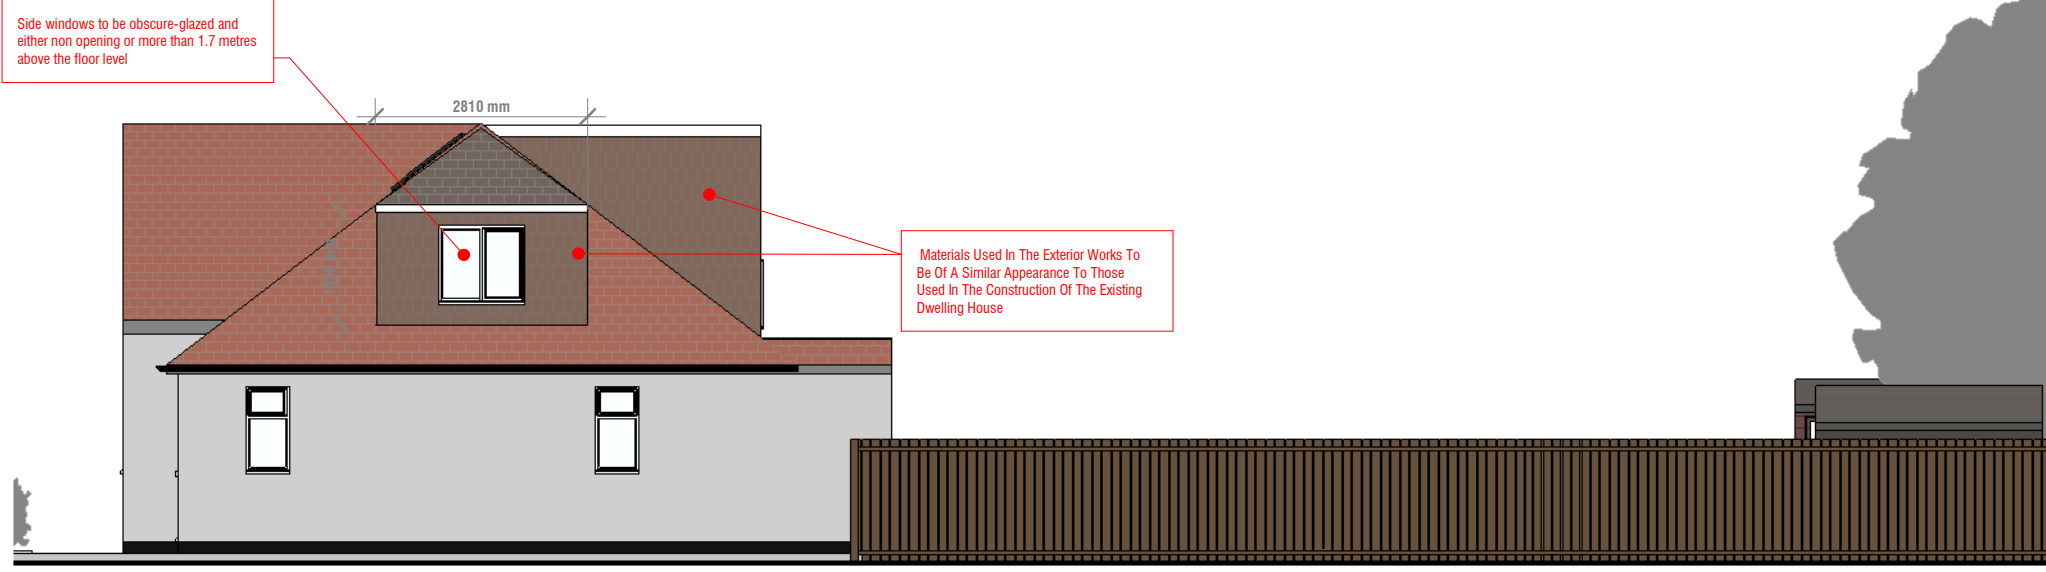 Side windows to be obscure-glazed and
either non opening or more than 1.7 metres
above the floor level
2810 mm
Materials Used In The Exterior Works To
Be Of A Similar Appearance To Those
Used In The Construction Of The Existing
Dwelling House